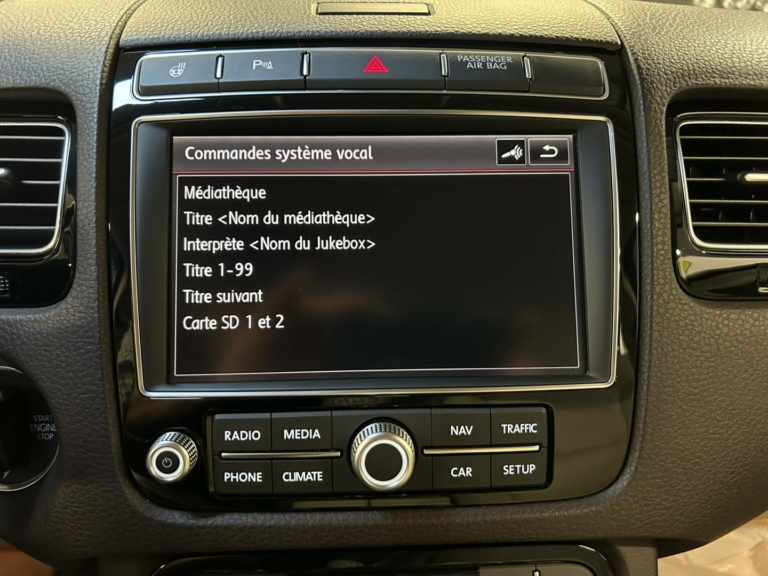 P
PASSENGER
AIR BAG
Commandes système vocal
Médiathèque
Titre <Nom du médiathèque>
Interprète <Nom du Jukebox>
Titre 1-99
Titre suivant
Carte SD 1 et 2
START
ENGINE
STOP
RADIO
MEDIA
NAV
TRAFFIC
PHONE
CLIMATE
CAR
SETUP